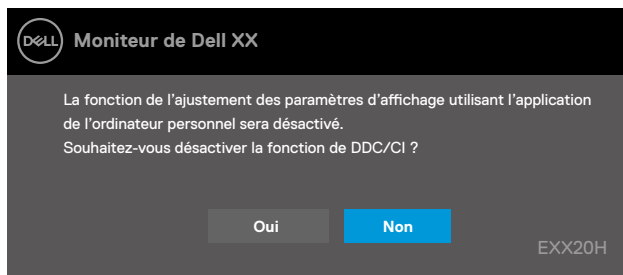 DELL
Moniteur de Dell XX
La fonction de l'ajustement des paramètres d'affichage utilisant l'application
de l'ordinateur personnel sera désactivé.
Souhaitez-vous désactiver la fonction de DDC/CI ?
Oui
Non
EXX20H